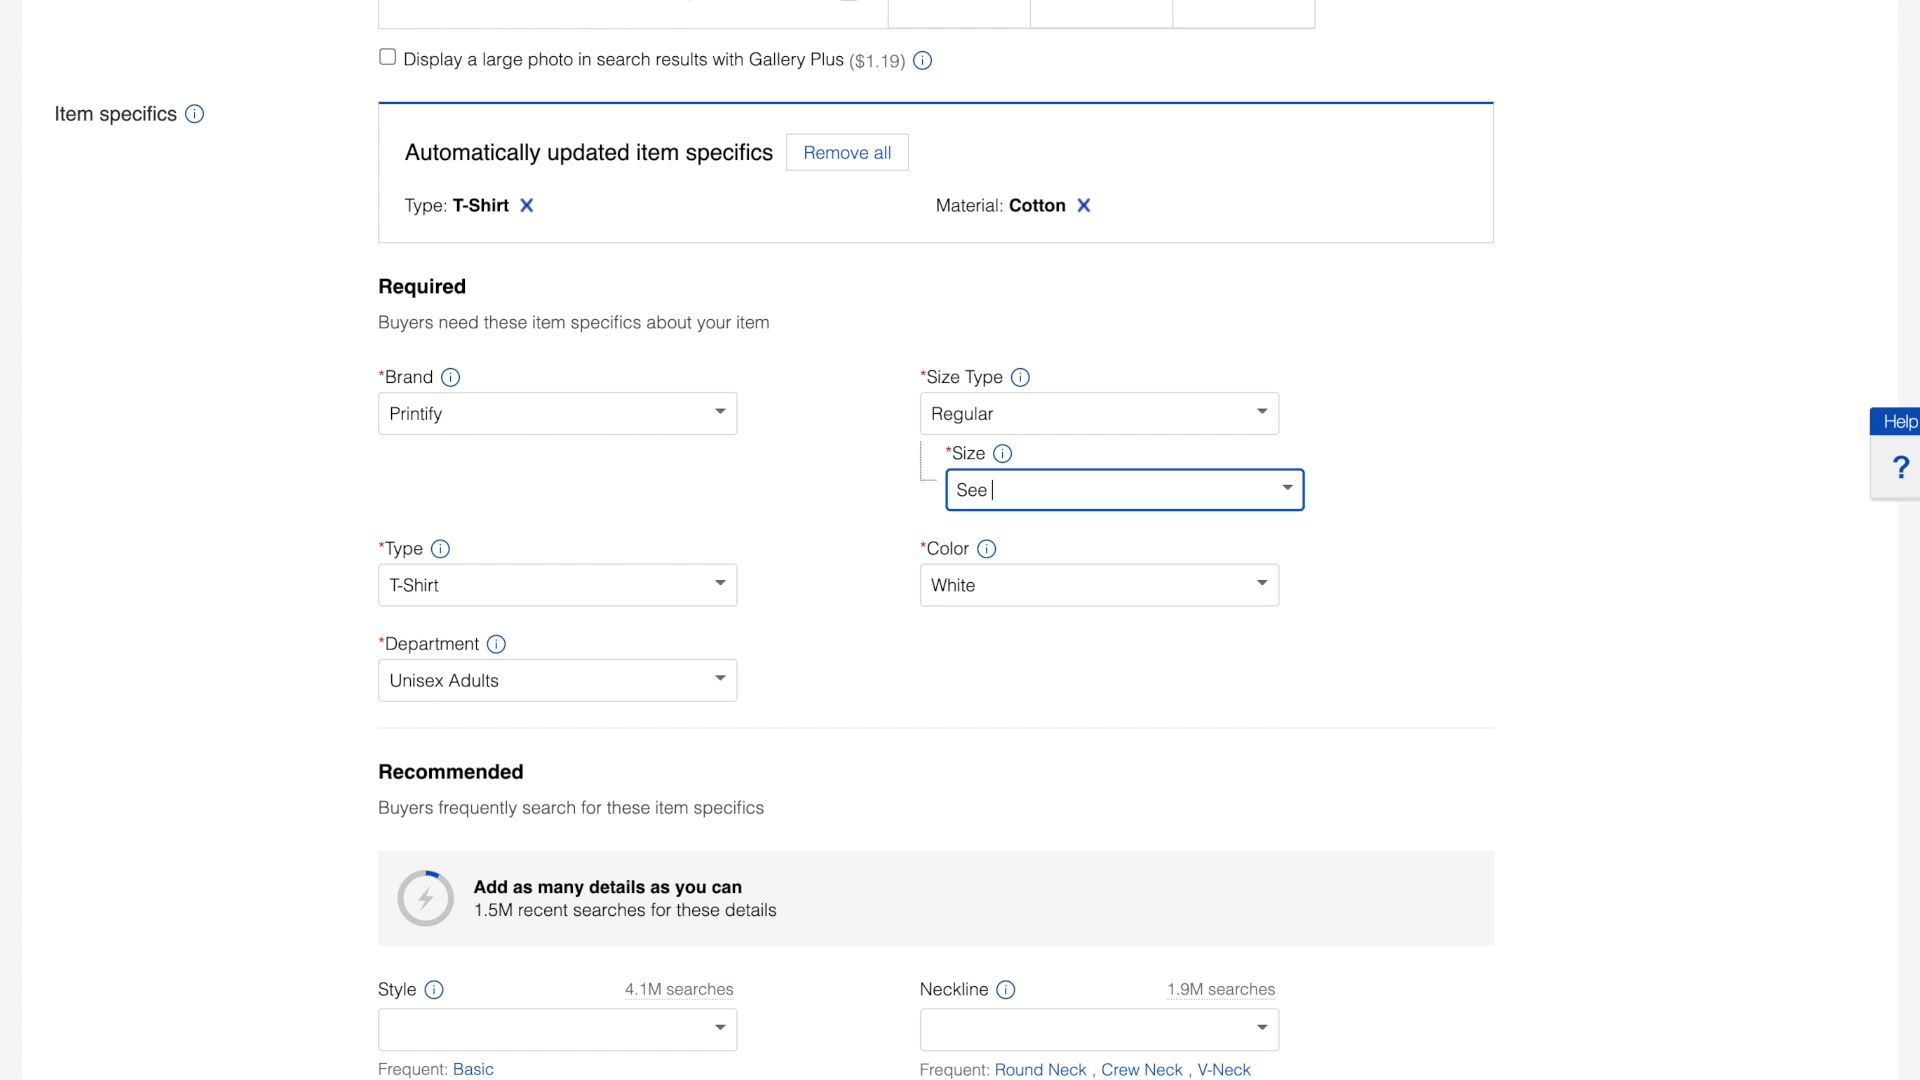 Display a large photo in search results with Gallery Plus ($1.19)
Item specifics
Automatically updated item specifics Remove all
Type: T-Shirt X Material: Cotton X
Required
Buyers need these item specifics about your item
*Brand *Size Type
Printify Regular
*Size
See
*Type *Color
T-Shirt White
*Department
Unisex Adults
Help
?
Recommended
Buyers frequently search for these item specifics
Add as many details as you can
1.5M recent searches for these details
Style 4.1M searches Neckline 1.9M searches
Frequent: Basic Frequent: Round Neck , Crew Neck , V-Neck